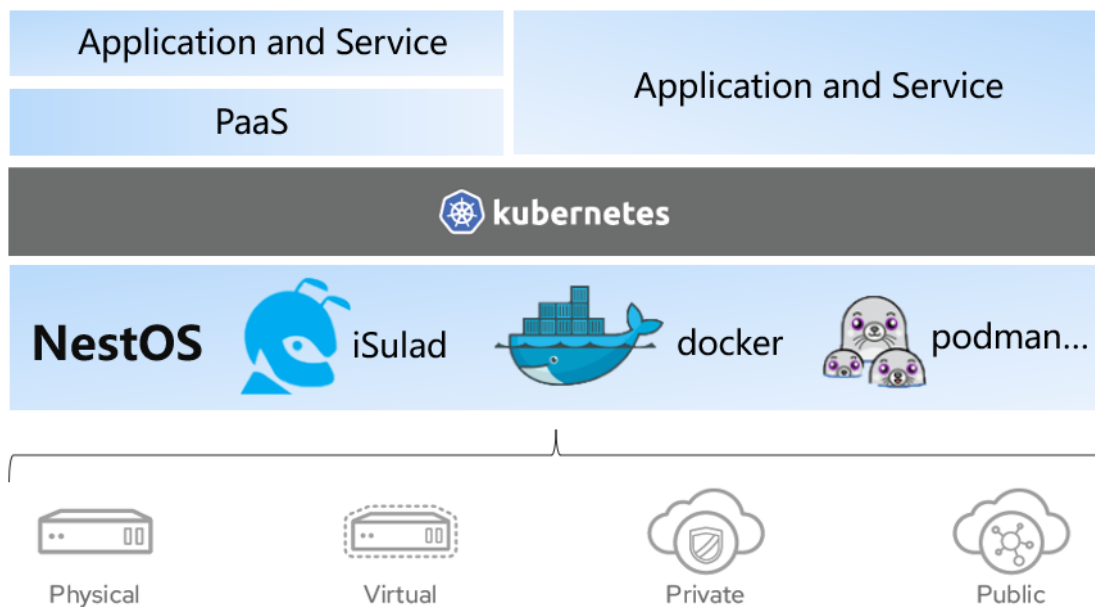 Application and Service
Application and Service
PaaS
kubernetes
NestOS
iSulad
docker
podman...
Physical
Virtual
Private
Public